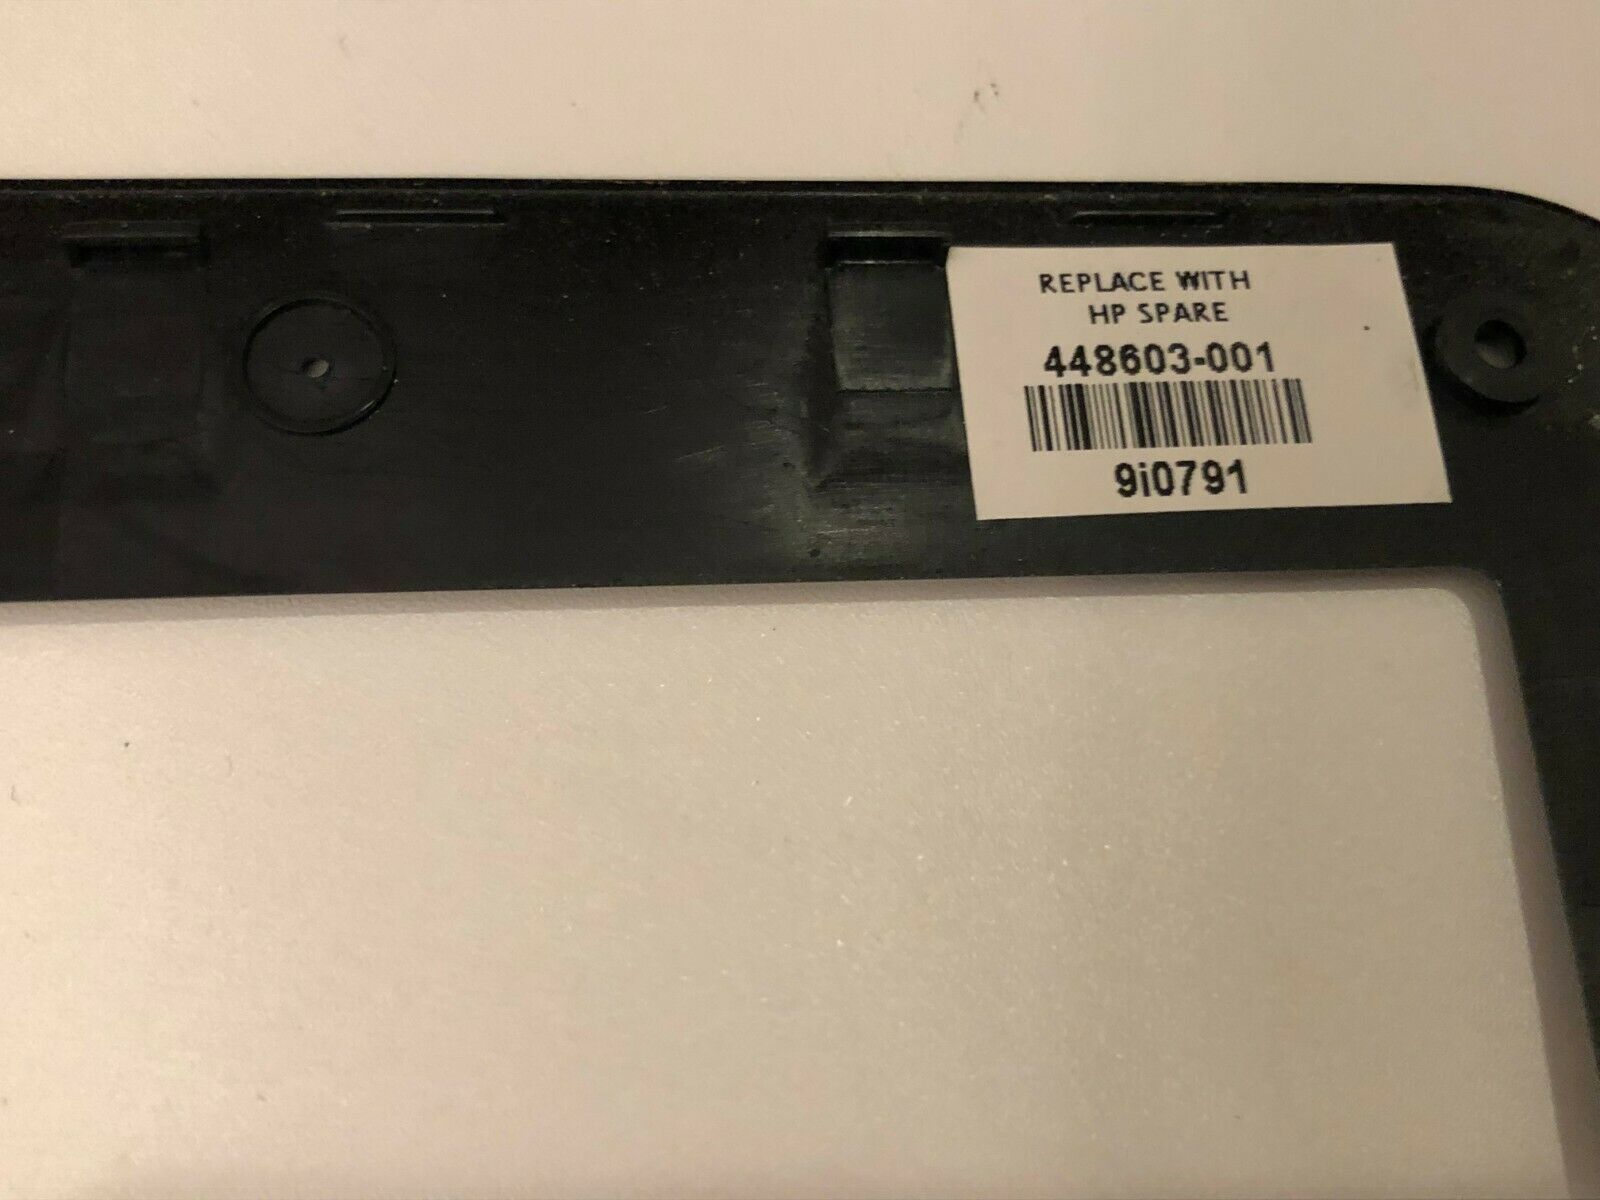 REPLACE WITH
HP SPARE
448603-001
9i0791